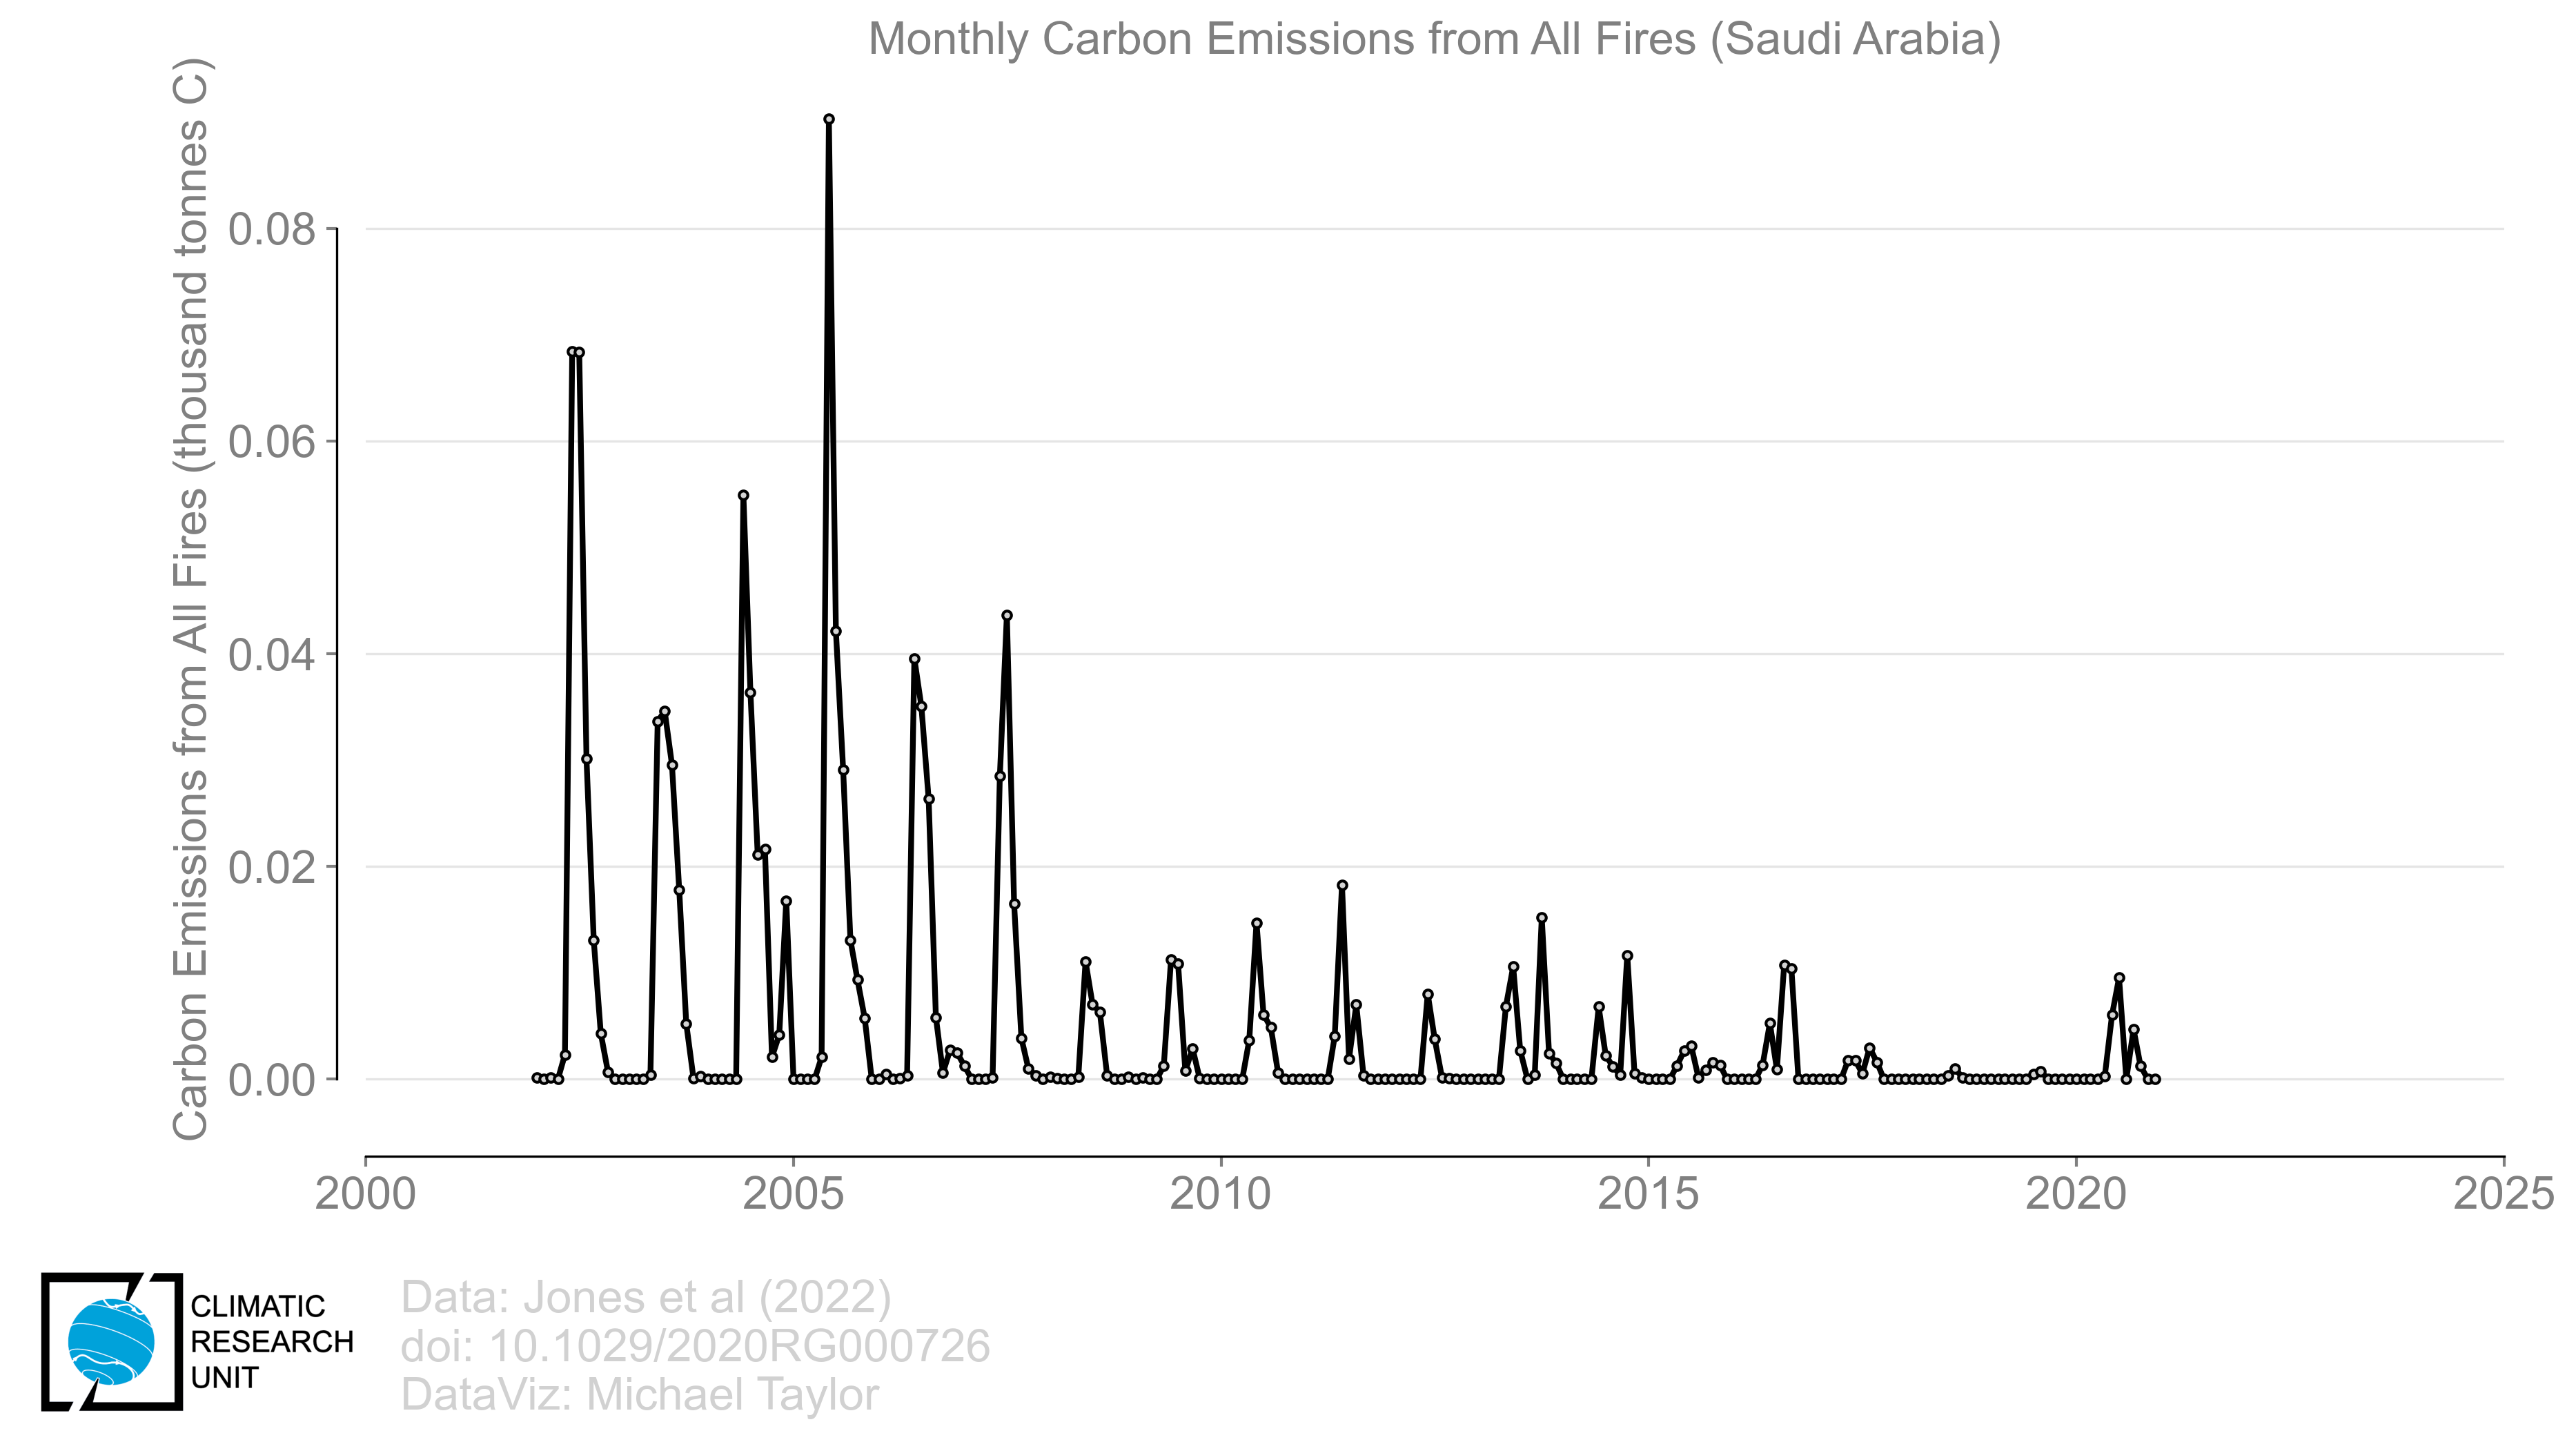 Monthly Carbon Emissions from All Fires (Saudi Arabia)
Carbon Emissions from All Fires (thousand tonnes C)
0.08
0.06
0.04
0.02
0.00
2000 2005 2010 2015 2020 2025
CLIMATIC
RESEARCH
UNIT
Data: Jones et al (2022)
doi: 10.1029/2020RG000726
DataViz: Michael Taylor